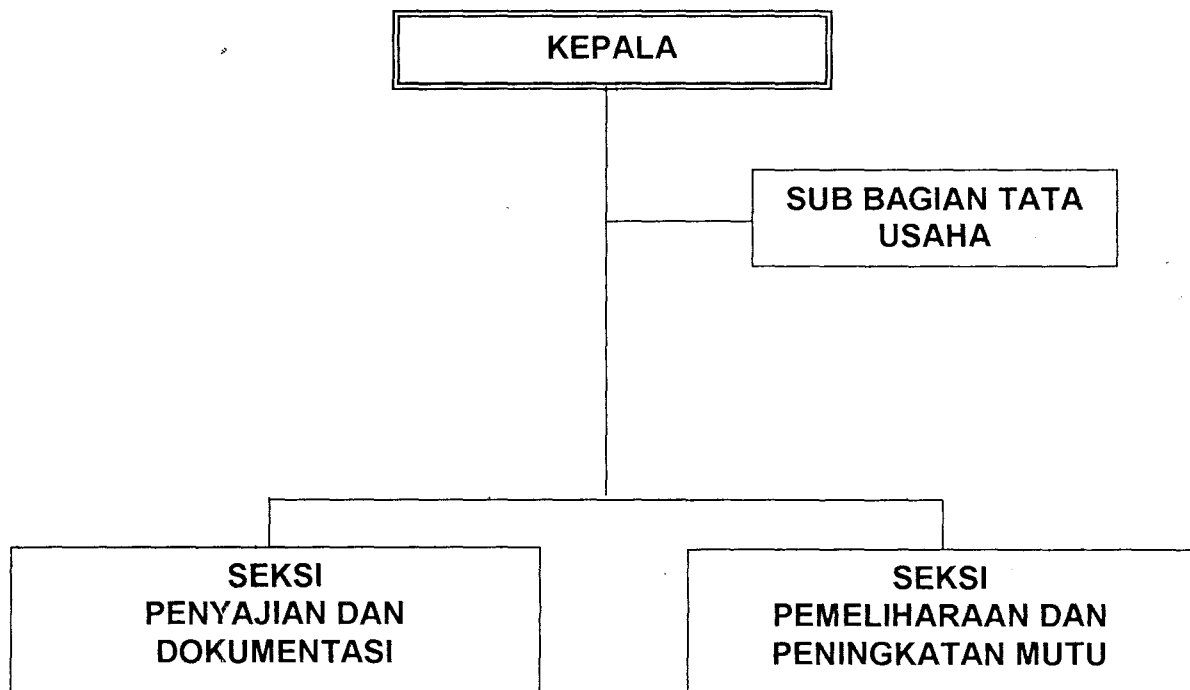 KEPALA
SUB BAGIAN TATA
USAHA
SEKSI
PENYAJIAN DAN
DOKUMENTASI
SEKSI
PEMELIHARAAN DAN
PENINGKATAN MUTU